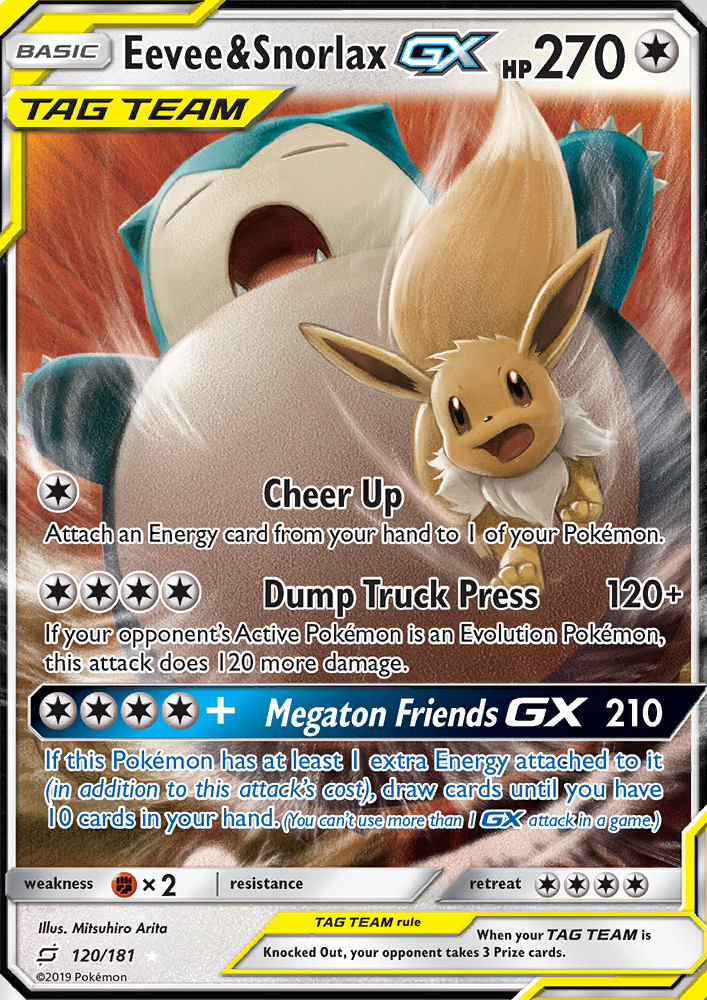 BASIC Eevee&Snorlax GX HP270
TAG TEAM
Cheer Up
Attach an Energy card from your hand to 1 of your Pokémon.
Dump Truck Press 120+
If your opponent's Active Pokémon is an Evolution Pokémon,
this attack does 120 more damage.
+ Megaton Friends GX 210
If this Pokémon has at least 1 extra Energy attached to it
(in addition to this attack's cost), draw cards until you have
10 cards in your hand. (You can't use more than 1 GX attack in a game.)
weakness ×2 resistance retreat
Illus. Mitsuhiro Arita
120/181
©2019 Pokémon
TAG TEAM rule
When your TAG TEAM is
Knocked Out, your opponent takes 3 Prize cards.